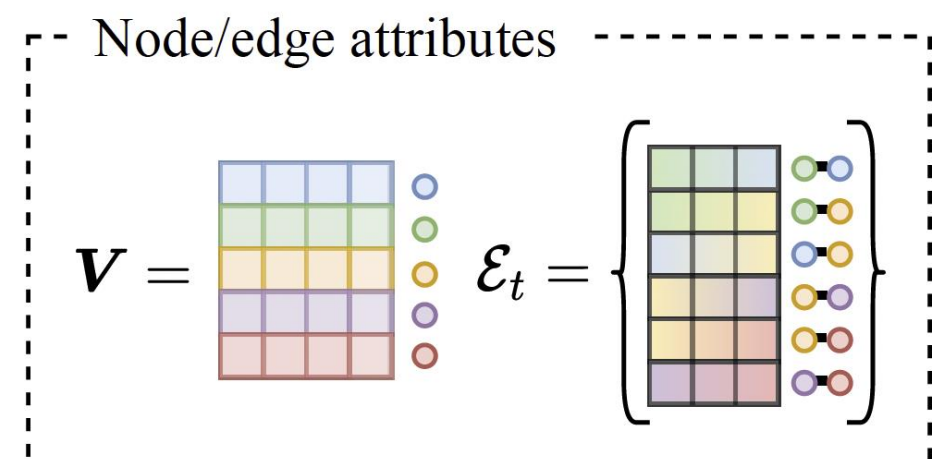 Node/edge attributes
V = ℰt =